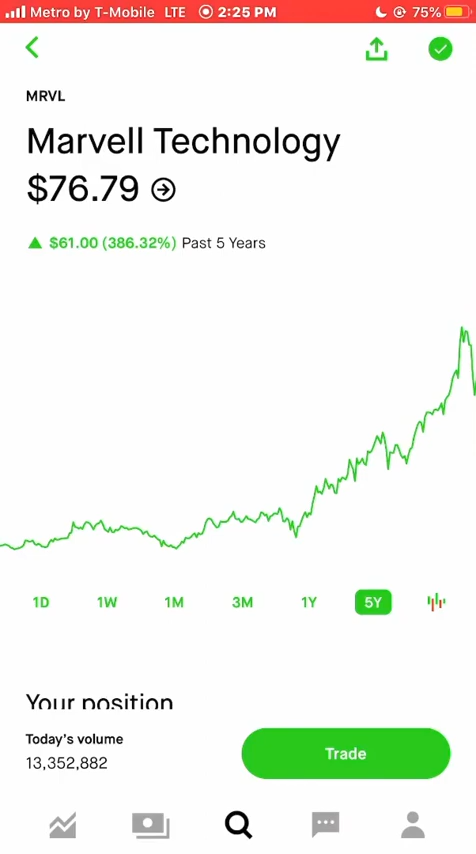 Metro by T-Mobile LTE 2:25 PM 75%
MRVL
Marvell Technology
$76.79
$61.00 (386.32%) Past 5 Years
1D 1W 1M 3M 1Y 5Y
Your position
Today's volume
13,352,882
Trade